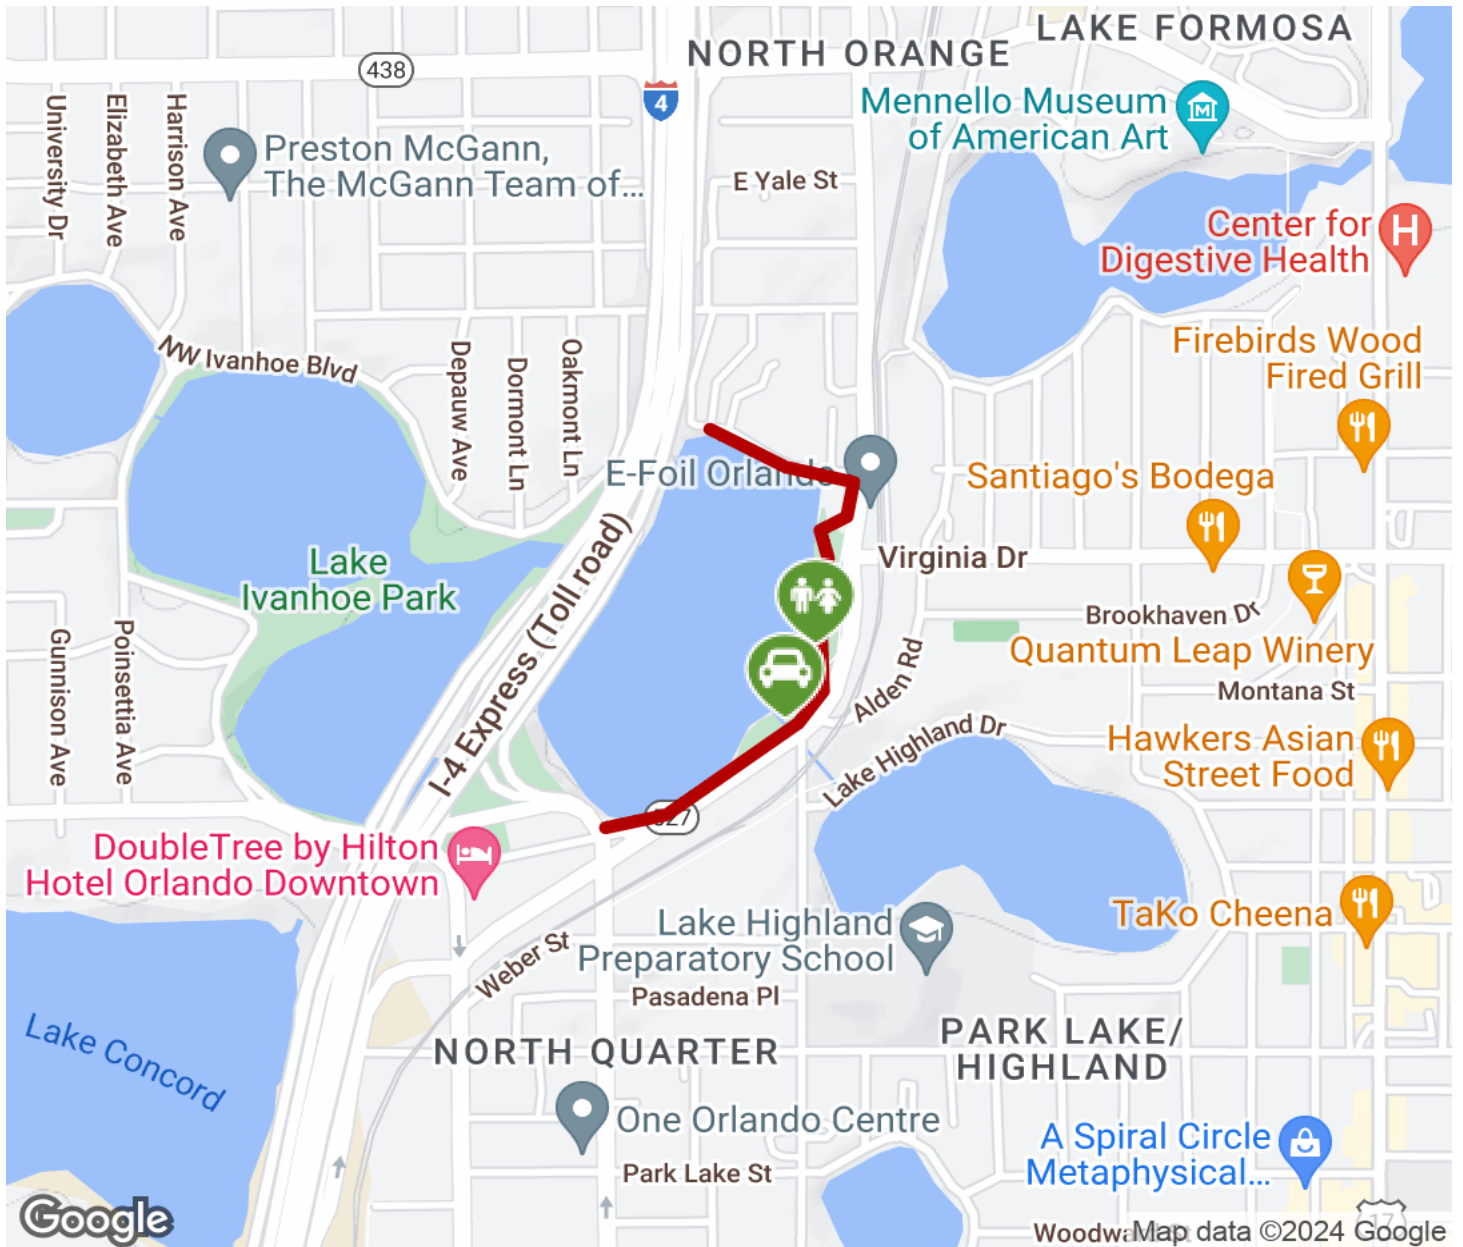 LAKE FORMOSA
NORTH ORANGE
438
4
Mennello Museum
of American Art
University Dr
Elizabeth Ave
Harrison Ave
Preston McGann,
The McGann Team of...
E Yale St
Center for
Digestive Health
H
NW Ivanhoe Blvd
Depauw Ave
Dormont Ln
Oakmont Ln
Firebirds Wood
Fired Grill
E-Foil Orlando
Santiago's Bodega
Lake
Ivanhoe Park
I-4 Express (Toll road)
Virginia Dr
Brookhaven Dr
Quantum Leap Winery
Montana St
Gunnison Ave
Poinsettia Ave
Alden Rd
Lake Highland Dr
Hawkers Asian
Street Food
527
DoubleTree by Hilton
Hotel Orlando Downtown
TaKo Cheena
Lake Highland
Preparatory School
Weber St
Pasadena Pl
Lake Concord
NORTH QUARTER
PARK LAKE/
HIGHLAND
One Orlando Centre
A Spiral Circle
Metaphysical...
Park Lake St
17
Google
Map data ©2024 Google